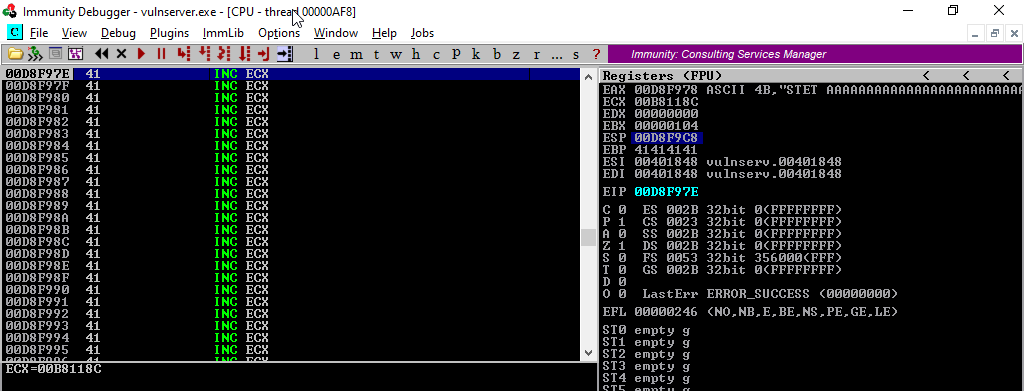 Immunity Debugger - vulnserver.exe - [CPU - thread 00000AF8]
C File View Debug Plugins ImmLib Options Window Help Jobs
l e m t w h c p k b z r ... s ? Immunity: Consulting Services Manager
00D8F97E 41 INC ECX
00D8F97F 41 INC ECX
00D8F980 41 INC ECX
00D8F981 41 INC ECX
00D8F982 41 INC ECX
00D8F983 41 INC ECX
00D8F984 41 INC ECX
00D8F985 41 INC ECX
00D8F986 41 INC ECX
00D8F987 41 INC ECX
00D8F988 41 INC ECX
00D8F989 41 INC ECX
00D8F98A 41 INC ECX
00D8F98B 41 INC ECX
00D8F98C 41 INC ECX
00D8F98D 41 INC ECX
00D8F98E 41 INC ECX
00D8F98F 41 INC ECX
00D8F990 41 INC ECX
00D8F991 41 INC ECX
00D8F992 41 INC ECX
00D8F993 41 INC ECX
00D8F994 41 INC ECX
00D8F995 41 INC ECX
ECX=00B8118C
Registers (FPU) < < <
EAX 00D8F978 ASCII 4B,"STET AAAAAAAAAAAAAAAAAAAAAAAAAA
ECX 00B8118C
EDX 00000000
EBX 00000104
ESP 00D8F9C8
EBP 41414141
ESI 00401848 vulnserv.00401848
EDI 00401848 vulnserv.00401848
EIP 00D8F97E
C 0 ES 002B 32bit 0(FFFFFFFF)
P 1 CS 0023 32bit 0(FFFFFFFF)
A 0 SS 002B 32bit 0(FFFFFFFF)
Z 1 DS 002B 32bit 0(FFFFFFFF)
S 0 FS 0053 32bit 356000(FFF)
T 0 GS 002B 32bit 0(FFFFFFFF)
D 0
O 0 LastErr ERROR_SUCCESS (00000000)
EFL 00000246 (NO,NB,E,BE,NS,PE,GE,LE)
ST0 empty g
ST1 empty g
ST2 empty g
ST3 empty g
ST4 empty g